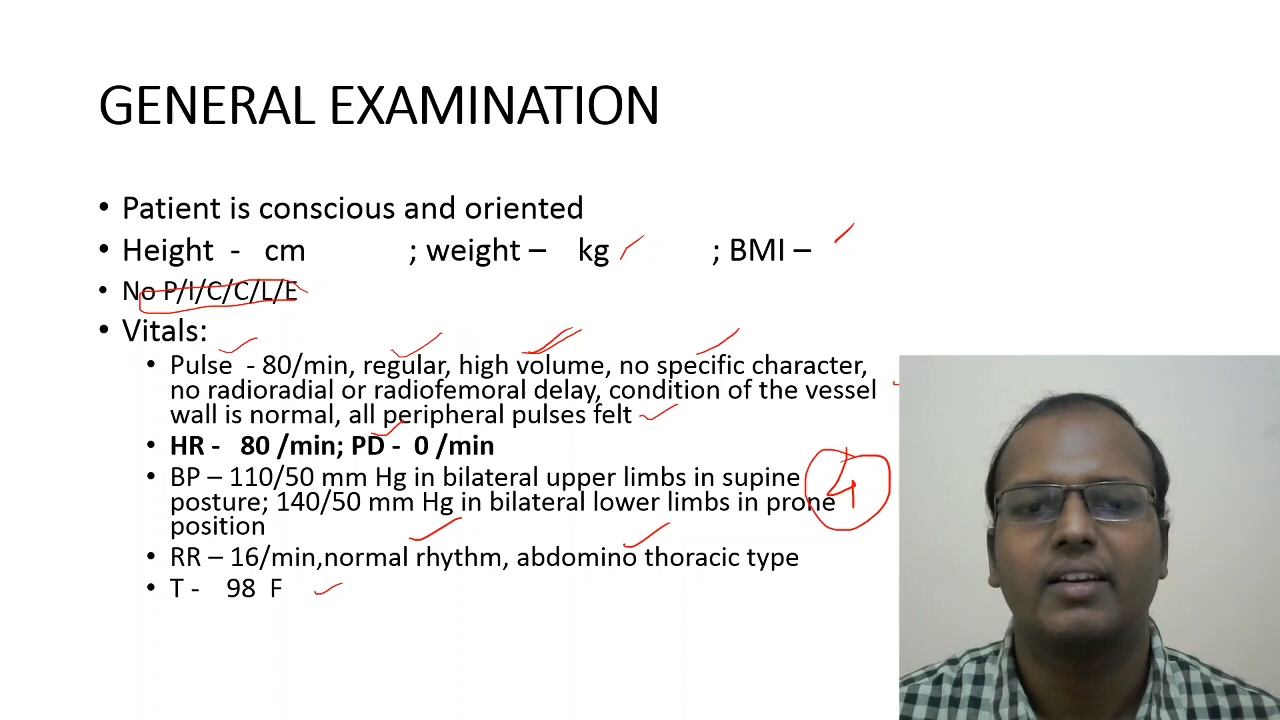 GENERAL EXAMINATION
• Patient is conscious and oriented
• Height - cm ; weight – kg ; BMI –
• No P/I/C/C/L/E
• Vitals:
• Pulse - 80/min, regular, high volume, no specific character,
no radioradial or radiofemoral delay, condition of the vessel
wall is normal, all peripheral pulses felt
• HR - 80 /min; PD - 0 /min
• BP – 110/50 mm Hg in bilateral upper limbs in supine
posture; 140/50 mm Hg in bilateral lower limbs in prone
position
4
• RR – 16/min,normal rhythm, abdomino thoracic type
• T - 98 F